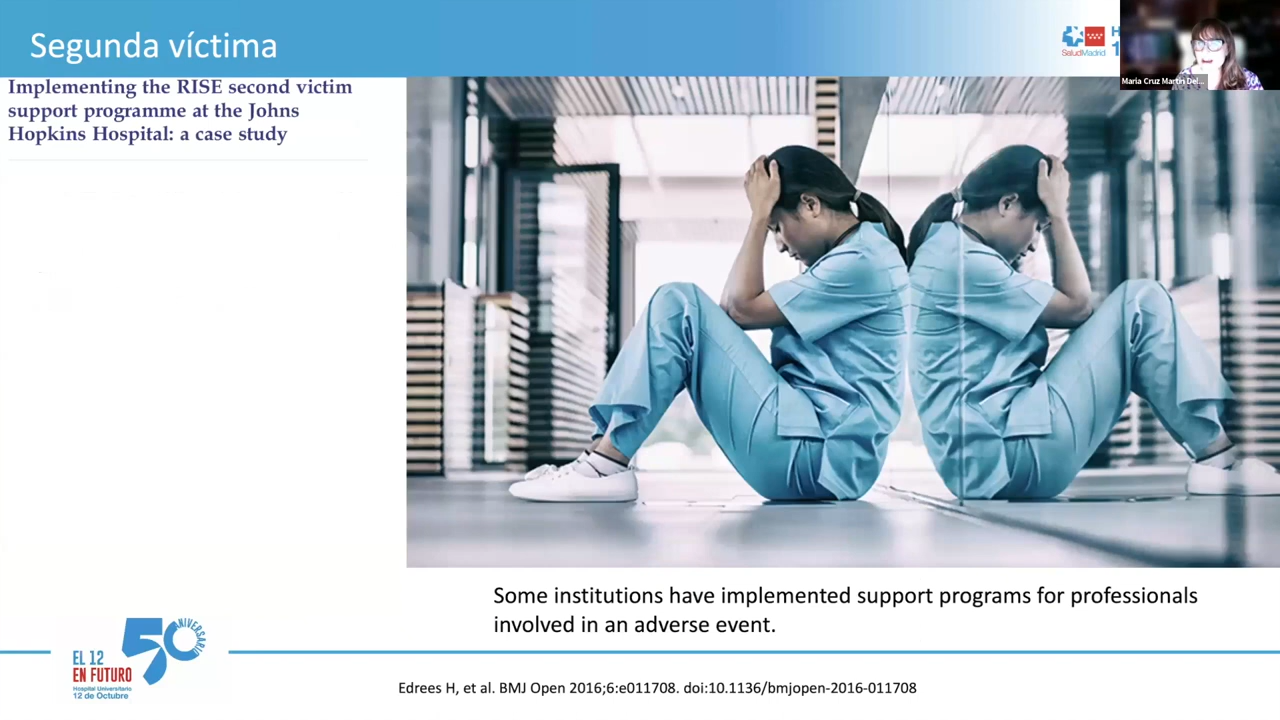 Segunda víctima
SaludMadrid
H
1
Maria Cruz Martin Del...
Implementing the RISE second victim
support programme at the Johns
Hopkins Hospital: a case study
Some institutions have implemented support programs for professionals
involved in an adverse event.
50
ANIVERSARIO
EL 12
EN FUTURO
Hospital Universitario
12 de Octubre
Edrees H, et al. BMJ Open 2016;6:e011708. doi:10.1136/bmjopen-2016-011708